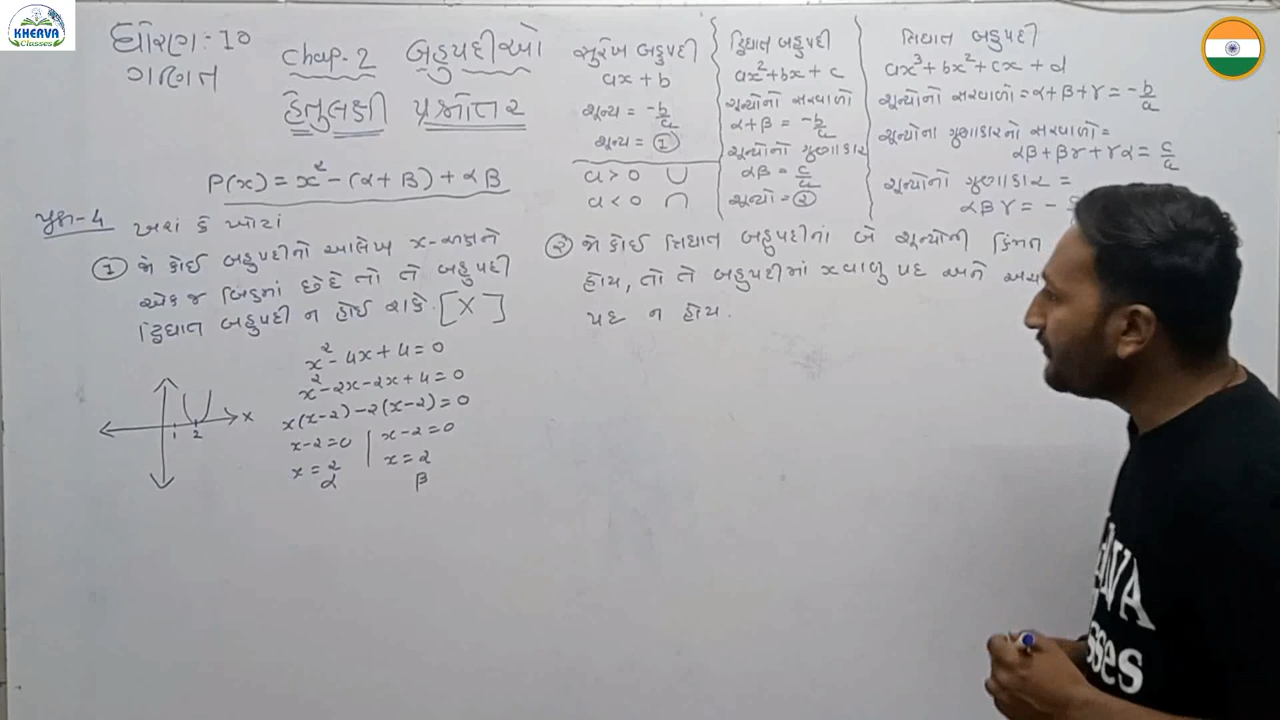 KHERVA
Classes
ધોરણ: 10
ગણિત
Chap-2 બહુપદીઓ
હેતુલક્ષી પ્રશ્નોત્તર
P(x) = x² - (α+β) + αβ
સુરેખ બહુપદી
ax + b
શૂન્ય = -b/a
શૂન્ય = ①
a > 0 ∪
a < 0 ∩
દ્વિઘાત બહુપદી
ax² + bx + c
શૂન્યોનો સરવાળો
α+β = -b/a
શૂન્યોનો ગુણાકાર
αβ = c/a
શૂન્યો = ②
ત્રિઘાત બહુપદી
ax³ + bx² + cx + d
શૂન્યોનો સરવાળો = α+β+γ = -b/a
શૂન્યોના ગુણાકારનો સરવાળો =
αβ + βγ + γα = c/a
શૂન્યોનો ગુણાકાર =
αβγ = -
પ્રશ્ન-4 ખરાં કે ખોટાં
① જો કોઈ બહુપદીનો આલેખ x-અક્ષને
એક જ બિંદુમાં છેદે તો તે બહુપદી
દ્વિઘાત બહુપદી ન હોઈ શકે. [X]
x² - 4x + 4 = 0
x² - 2x - 2x + 4 = 0
x(x-2) - 2(x-2) = 0
x-2=0 | x-2=0
x = 2 | x = 2
α β
x
1 2
② જો કોઈ ત્રિઘાત બહુપદીનાં બે શૂન્યોની કિંમત
હોય, તો તે બહુપદીમાં xવાળુ પદ અને અચ
પદ ન હોય.
sses